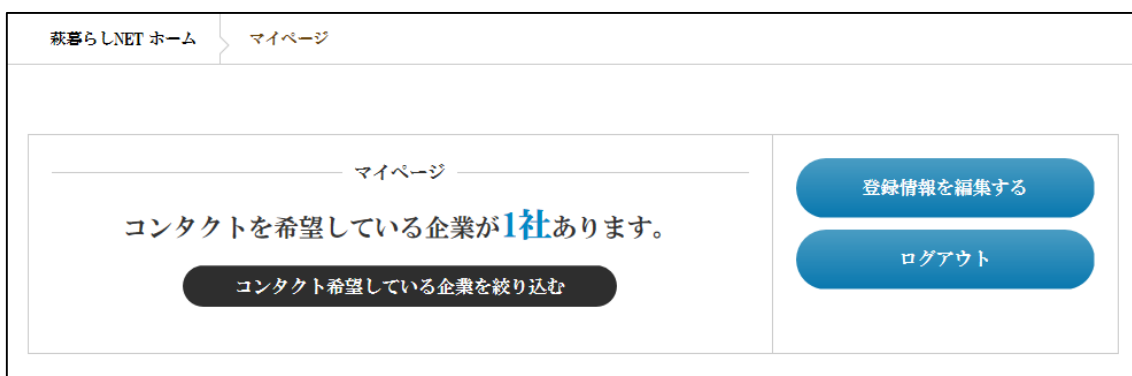 萩暮らしNET ホーム マイページ
マイページ
コンタクトを希望している企業が1社あります。
コンタクト希望している企業を絞り込む
登録情報を編集する
ログアウト